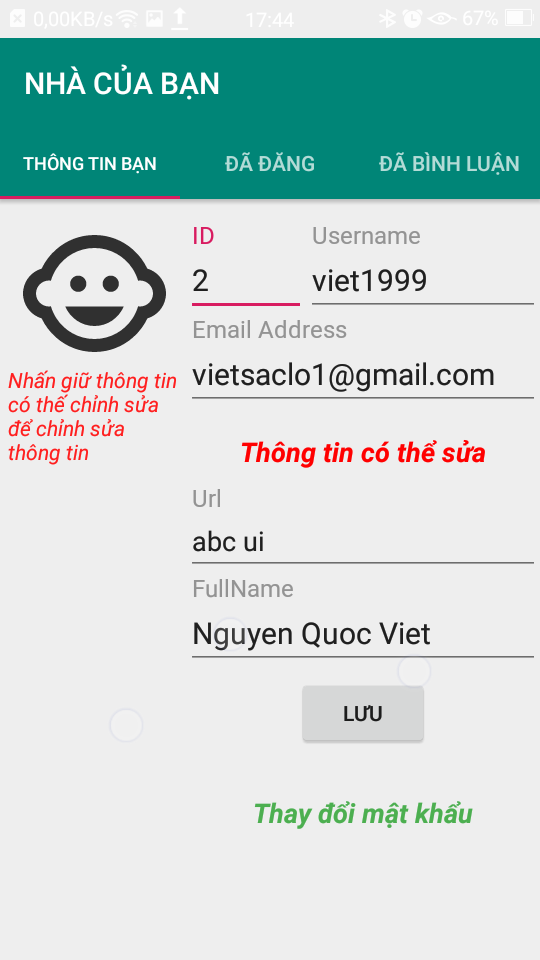 0,00KB/s 17:44 67%
NHÀ CỦA BẠN
THÔNG TIN BẠN ĐÃ ĐĂNG ĐÃ BÌNH LUẬN
ID Username
2 viet1999
Email Address
vietsaclo1@gmail.com
Nhấn giữ thông tin
có thể chỉnh sửa
để chỉnh sửa
thông tin
Thông tin có thể sửa
Url
abc ui
FullName
Nguyen Quoc Viet
LƯU
Thay đổi mật khẩu